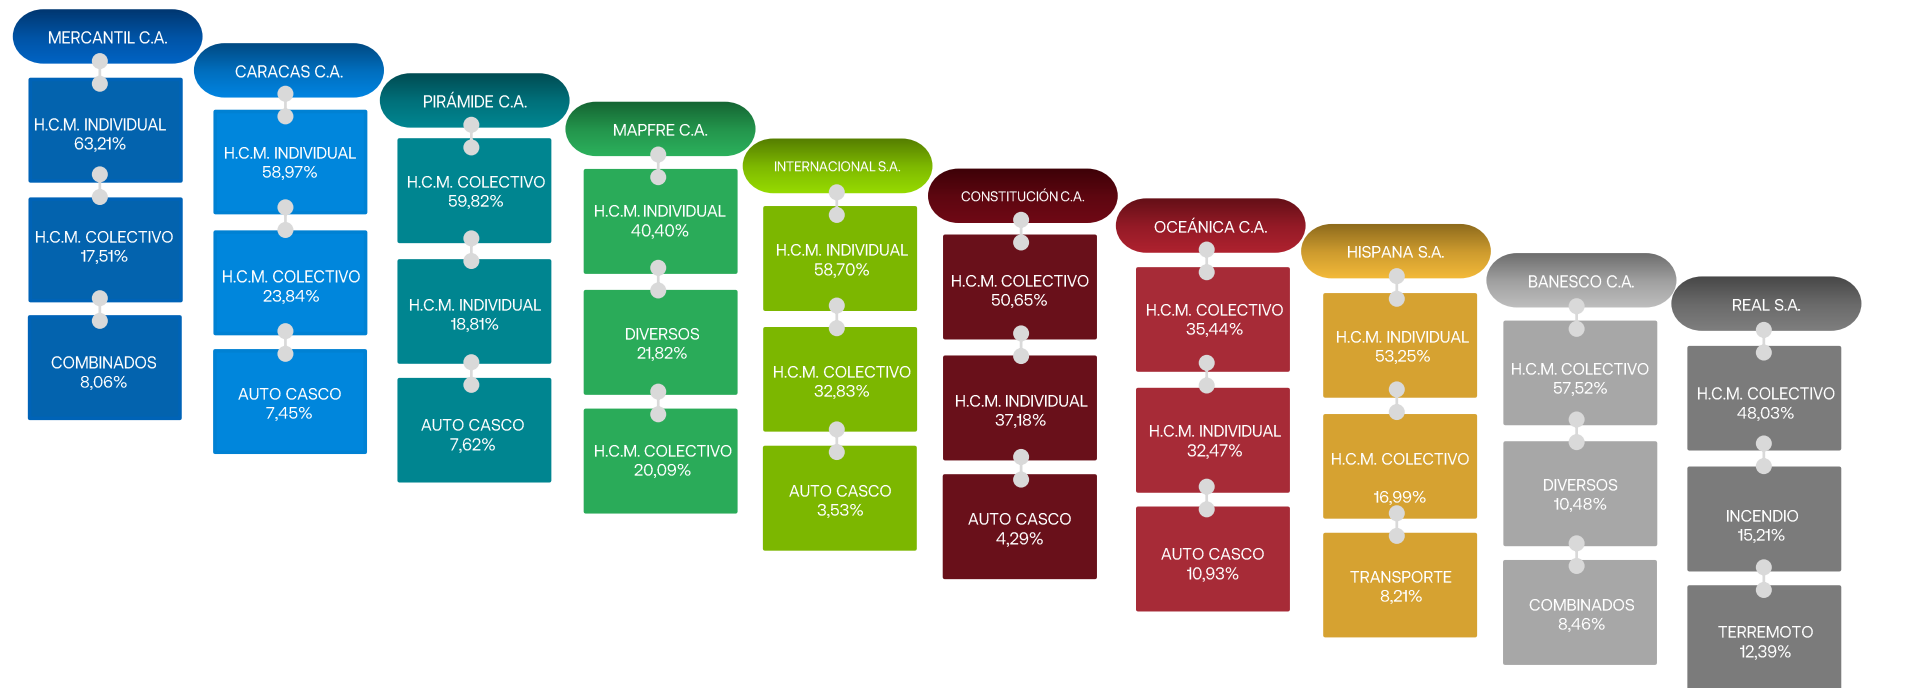 MERCANTIL C.A.
H.C.M. INDIVIDUAL
63,21%
H.C.M. COLECTIVO
17,51%
COMBINADOS
8,06%
CARACAS C.A.
H.C.M. INDIVIDUAL
58,97%
H.C.M. COLECTIVO
23,84%
AUTO CASCO
7,45%
PIRÁMIDE C.A.
H.C.M. COLECTIVO
59,82%
H.C.M. INDIVIDUAL
18,81%
AUTO CASCO
7,62%
MAPFRE C.A.
H.C.M. INDIVIDUAL
40,40%
DIVERSOS
21,82%
H.C.M. COLECTIVO
20,09%
INTERNACIONAL S.A.
H.C.M. INDIVIDUAL
58,70%
H.C.M. COLECTIVO
32,83%
AUTO CASCO
3,53%
CONSTITUCIÓN C.A.
H.C.M. COLECTIVO
50,65%
H.C.M. INDIVIDUAL
37,18%
AUTO CASCO
4,29%
OCEÁNICA C.A.
H.C.M. COLECTIVO
35,44%
H.C.M. INDIVIDUAL
32,47%
AUTO CASCO
10,93%
HISPANA S.A.
H.C.M. INDIVIDUAL
53,25%
H.C.M. COLECTIVO
16,99%
TRANSPORTE
8,21%
BANESCO C.A.
H.C.M. COLECTIVO
57,52%
DIVERSOS
10,48%
COMBINADOS
8,46%
REAL S.A.
H.C.M. COLECTIVO
48,03%
INCENDIO
15,21%
TERREMOTO
12,39%